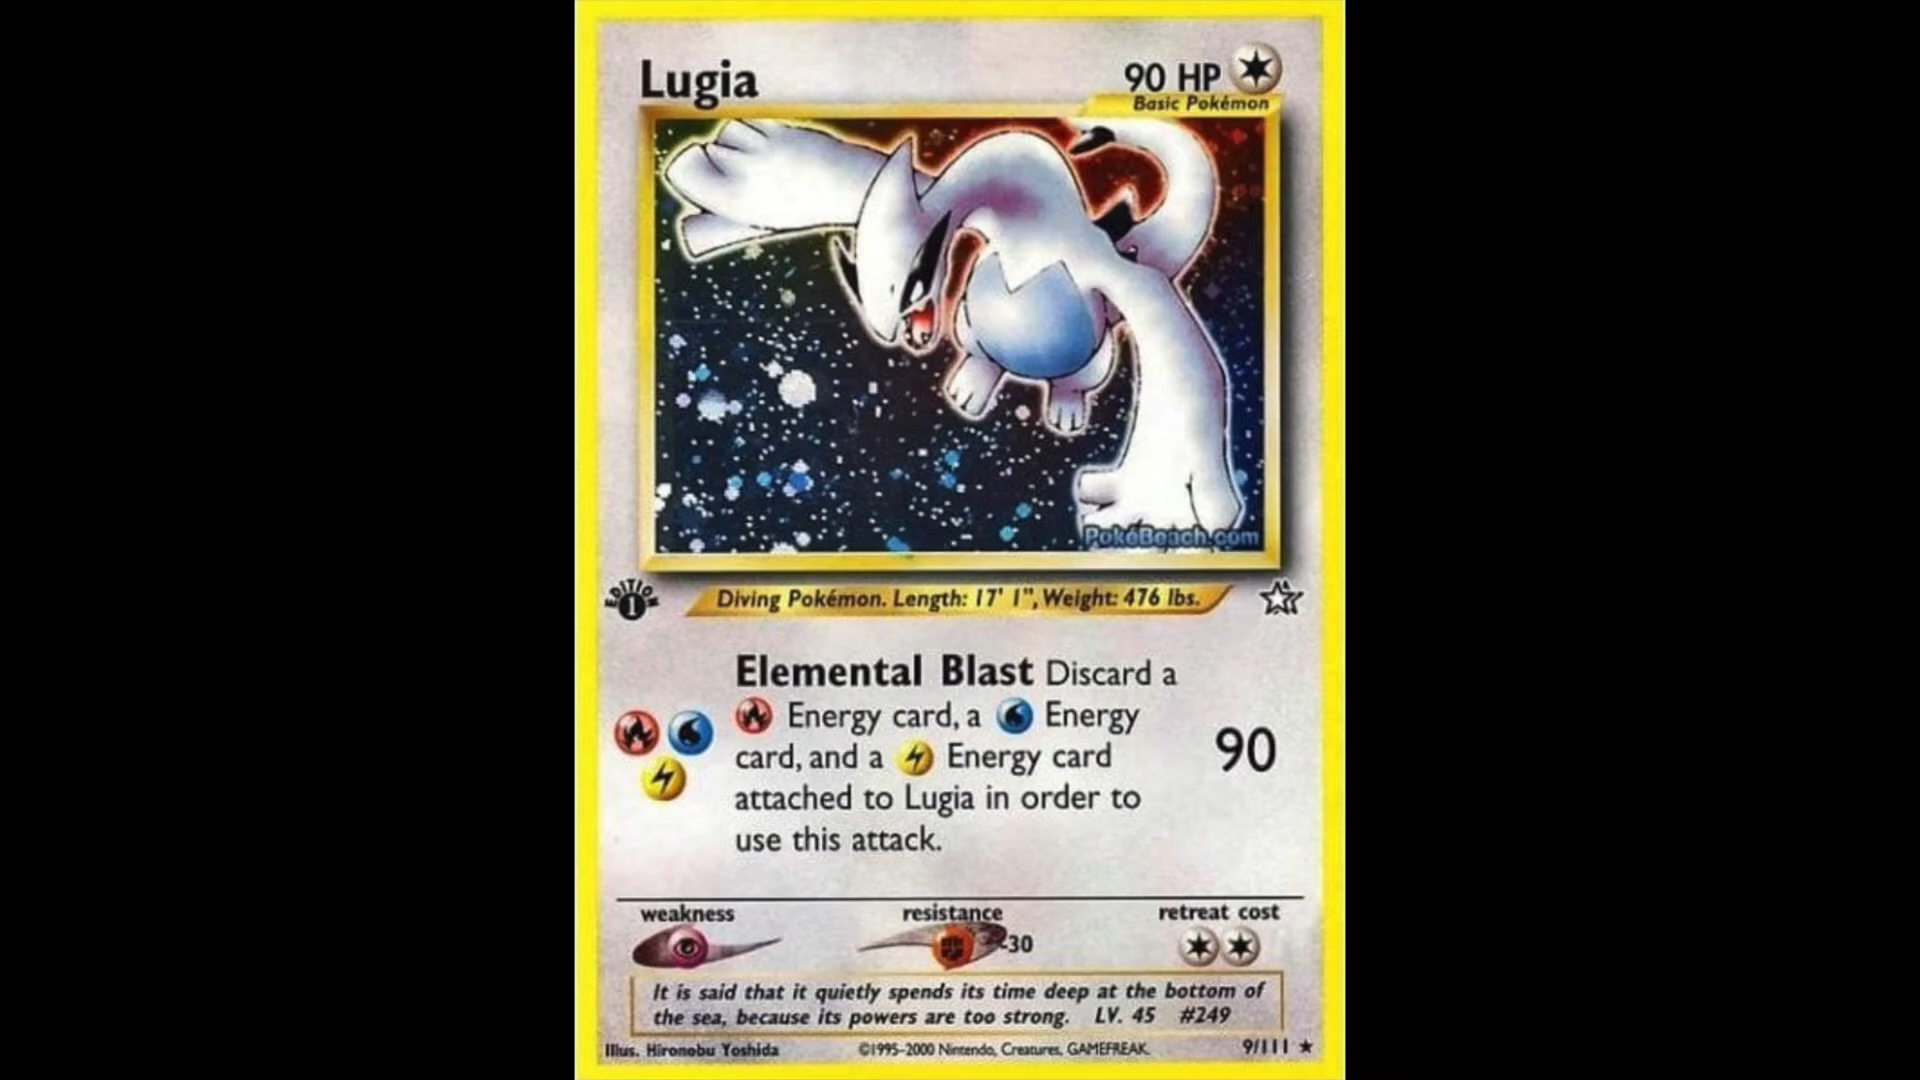 Lugia
90 HP
Basic Pokémon
PokéBeach.com
EDITION
1
Diving Pokémon. Length: 17' 1", Weight: 476 lbs.
Elemental Blast Discard a
Energy card, a Energy
card, and a Energy card
attached to Lugia in order to
use this attack.
90
weakness
resistance
retreat cost
-30
It is said that it quietly spends its time deep at the bottom of
the sea, because its powers are too strong. LV. 45 #249
Illus. Hironobu Yoshida
©1995-2000 Nintendo, Creatures, GAMEFREAK.
9/111 ★